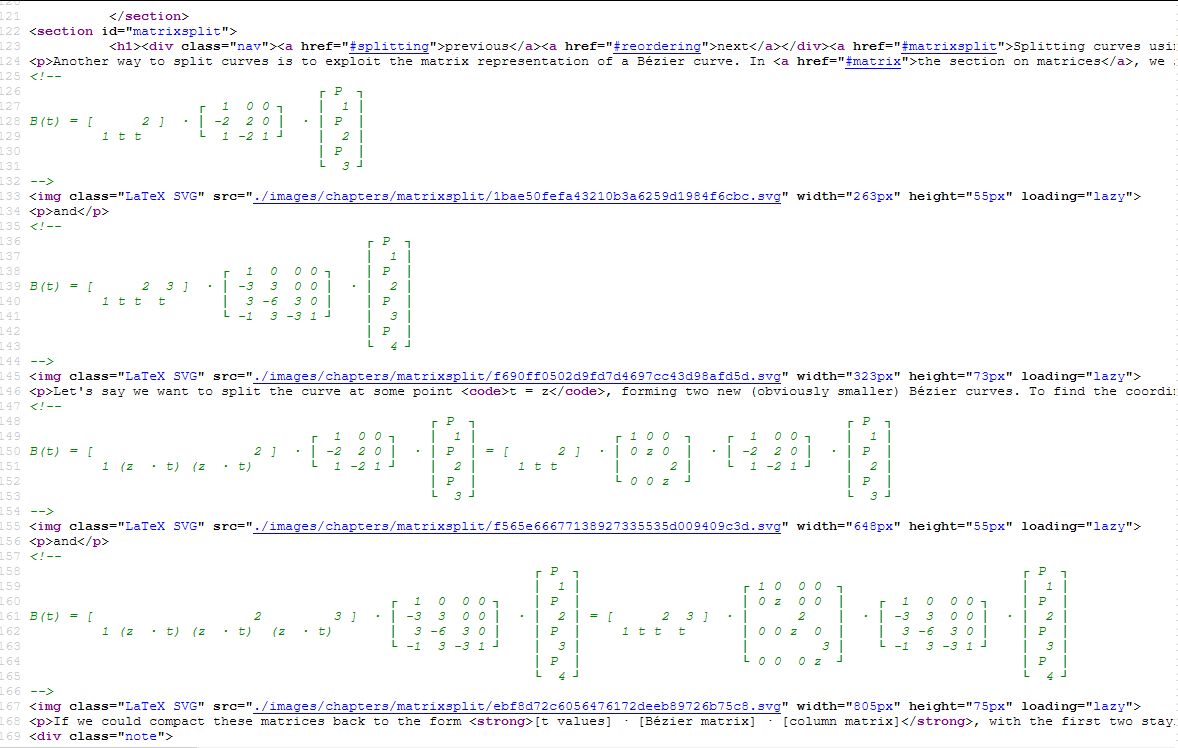 121 </section>
122 <section id="matrixsplit">
123 <h1><div class="nav"><a href="#splitting">previous</a><a href="#reordering">next</a></div><a href="#matrixsplit">Splitting curves usi
124 <p>Another way to split curves is to exploit the matrix representation of a Bézier curve. In <a href="#matrix">the section on matrices</a>, we
125 <!--
126 ┌ P ┐
127 ┌ 1 0 0 ┐ │ 1 │
128 B(t) = [ 2 ] · │ -2 2 0 │ · │ P │
129 1 t t └ 1 -2 1 ┘ │ 2 │
130 │ P │
131 └ 3 ┘
132 -->
133 <img class="LaTeX SVG" src="./images/chapters/matrixsplit/1bae50fefa43210b3a6259d1984f6cbc.svg" width="263px" height="55px" loading="lazy">
134 <p>and</p>
135 <!--
136 ┌ P ┐
137 │ 1 │
138 ┌ 1 0 0 0 ┐ │ P │
139 B(t) = [ 2 3 ] · │ -3 3 0 0 │ · │ 2 │
140 1 t t t │ 3 -6 3 0 │ │ P │
141 └ -1 3 -3 1 ┘ │ 3 │
142 │ P │
143 └ 4 ┘
144 -->
145 <img class="LaTeX SVG" src="./images/chapters/matrixsplit/f690ff0502d9fd7d4697cc43d98afd5d.svg" width="323px" height="73px" loading="lazy">
146 <p>Let's say we want to split the curve at some point <code>t = z</code>, forming two new (obviously smaller) Bézier curves. To find the coordi
147 <!--
148 ┌ P ┐ ┌ P ┐
149 ┌ 1 0 0 ┐ │ 1 │ ┌ 1 0 0 ┐ ┌ 1 0 0 ┐ │ 1 │
150 B(t) = [ 2 ] · │ -2 2 0 │ · │ P │ = [ 2 ] · │ 0 z 0 │ · │ -2 2 0 │ · │ P │
151 1 (z · t) (z · t) └ 1 -2 1 ┘ │ 2 │ 1 t t │ 2 │ └ 1 -2 1 ┘ │ 2 │
152 │ P │ └ 0 0 z ┘ │ P │
153 └ 3 ┘ └ 3 ┘
154 -->
155 <img class="LaTeX SVG" src="./images/chapters/matrixsplit/f565e66677138927335535d009409c3d.svg" width="648px" height="55px" loading="lazy">
156 <p>and</p>
157 <!--
158 ┌ P ┐ ┌ P ┐
159 │ 1 │ ┌ 1 0 0 0 ┐ │ 1 │
160 ┌ 1 0 0 0 ┐ │ P │ │ 0 z 0 0 │ ┌ 1 0 0 0 ┐ │ P │
161 B(t) = [ 2 3 ] · │ -3 3 0 0 │ · │ 2 │ = [ 2 3 ] · │ 2 │ · │ -3 3 0 0 │ · │ 2 │
162 1 (z · t) (z · t) (z · t) │ 3 -6 3 0 │ │ P │ 1 t t t │ 0 0 z 0 │ │ 3 -6 3 0 │ │ P │
163 └ -1 3 -3 1 ┘ │ 3 │ │ 3 │ └ -1 3 -3 1 ┘ │ 3 │
164 │ P │ └ 0 0 0 z ┘ │ P │
165 └ 4 ┘ └ 4 ┘
166 -->
167 <img class="LaTeX SVG" src="./images/chapters/matrixsplit/ebf8d72c6056476172deeb89726b75c8.svg" width="805px" height="75px" loading="lazy">
168 <p>If we could compact these matrices back to the form <strong>[t values] · [Bézier matrix] · [column matrix]</strong>, with the first two stay
169 <div class="note">